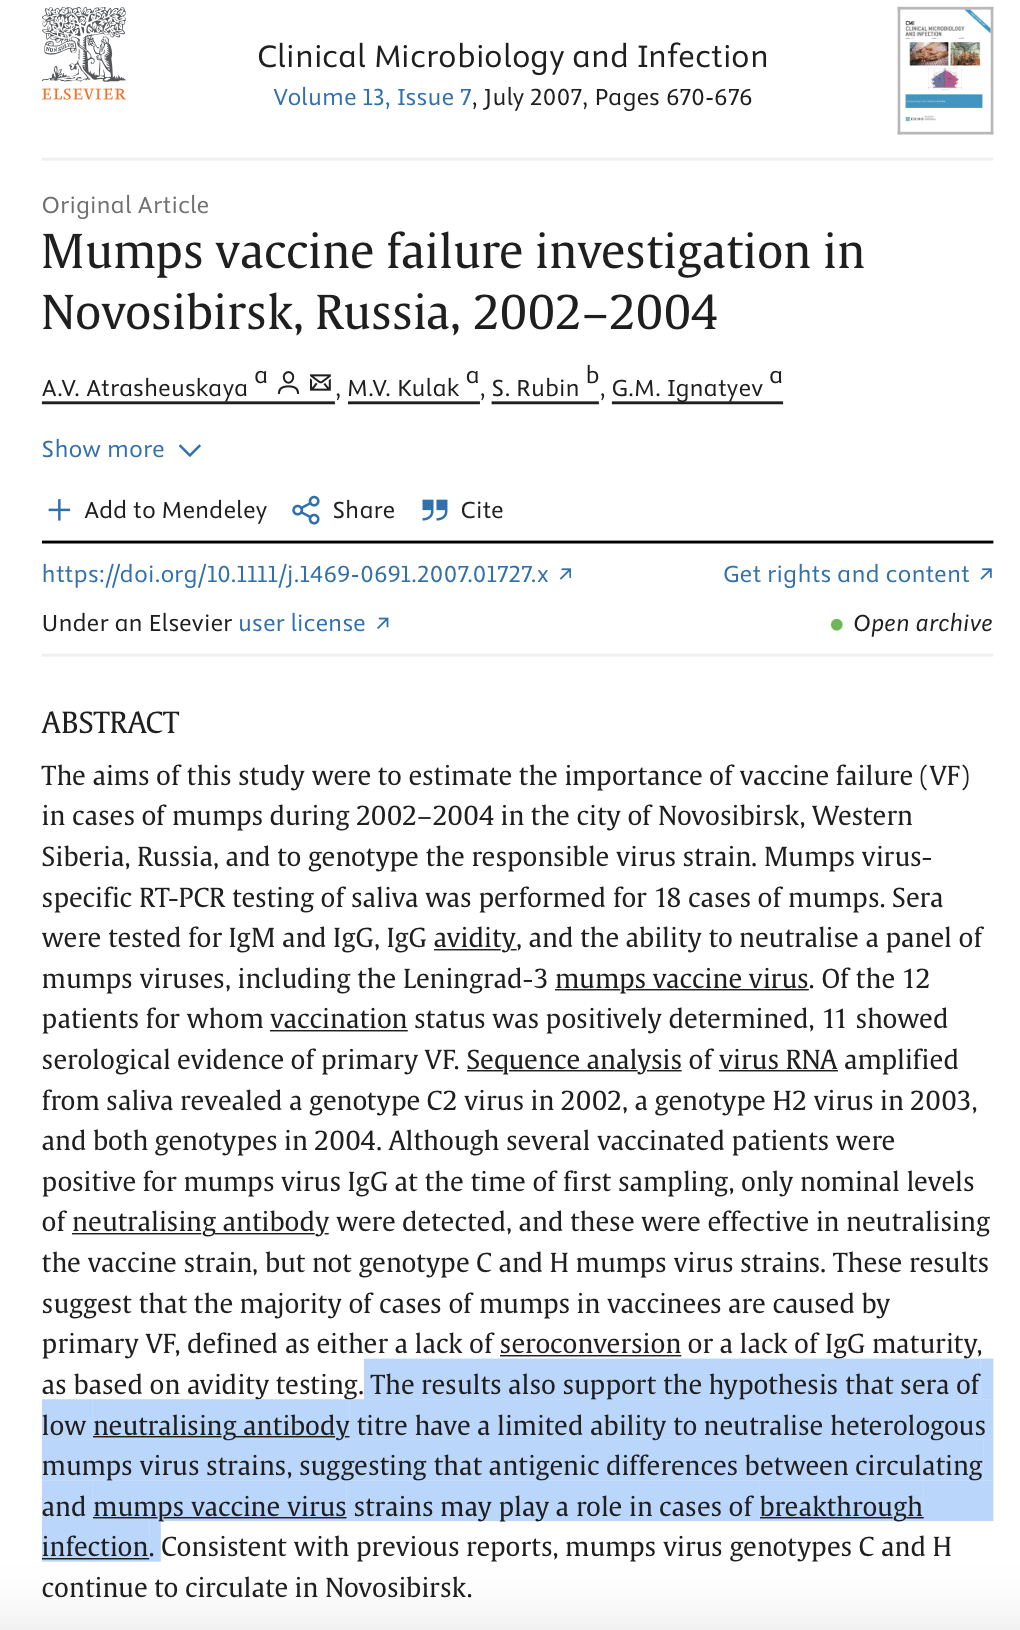 ELSEVIER
Clinical Microbiology and Infection
Volume 13, Issue 7, July 2007, Pages 670-676
CMI
CLINICAL MICROBIOLOGY
AND INFECTION
Original Article
Mumps vaccine failure investigation in
Novosibirsk, Russia, 2002–2004
A.V. Atrasheuskaya a, M.V. Kulak a, S. Rubin b, G.M. Ignatyev a
Show more
Add to Mendeley Share Cite
https://doi.org/10.1111/j.1469-0691.2007.01727.x Get rights and content
Under an Elsevier user license Open archive
ABSTRACT
The aims of this study were to estimate the importance of vaccine failure (VF)
in cases of mumps during 2002–2004 in the city of Novosibirsk, Western
Siberia, Russia, and to genotype the responsible virus strain. Mumps virus-
specific RT-PCR testing of saliva was performed for 18 cases of mumps. Sera
were tested for IgM and IgG, IgG avidity, and the ability to neutralise a panel of
mumps viruses, including the Leningrad-3 mumps vaccine virus. Of the 12
patients for whom vaccination status was positively determined, 11 showed
serological evidence of primary VF. Sequence analysis of virus RNA amplified
from saliva revealed a genotype C2 virus in 2002, a genotype H2 virus in 2003,
and both genotypes in 2004. Although several vaccinated patients were
positive for mumps virus IgG at the time of first sampling, only nominal levels
of neutralising antibody were detected, and these were effective in neutralising
the vaccine strain, but not genotype C and H mumps virus strains. These results
suggest that the majority of cases of mumps in vaccinees are caused by
primary VF, defined as either a lack of seroconversion or a lack of IgG maturity,
as based on avidity testing. The results also support the hypothesis that sera of
low neutralising antibody titre have a limited ability to neutralise heterologous
mumps virus strains, suggesting that antigenic differences between circulating
and mumps vaccine virus strains may play a role in cases of breakthrough
infection. Consistent with previous reports, mumps virus genotypes C and H
continue to circulate in Novosibirsk.